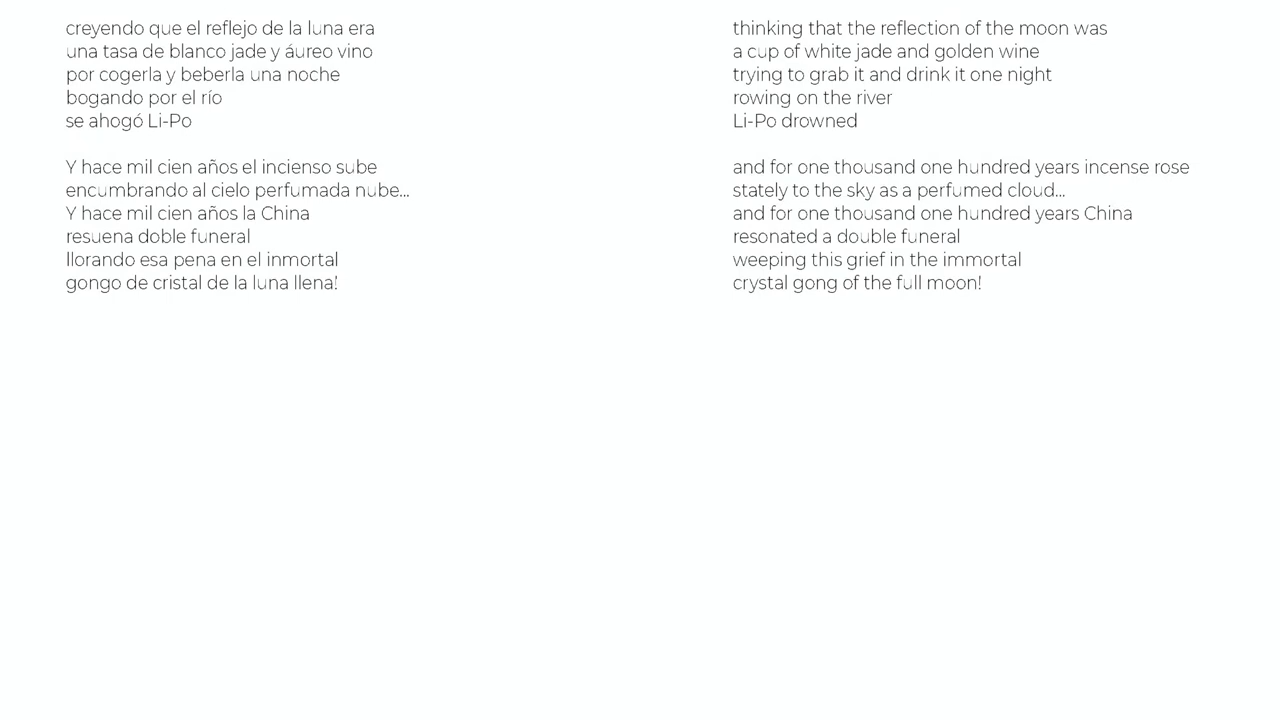 creyendo que el reflejo de la luna era
una tasa de blanco jade y áureo vino
por cogerla y beberla una noche
bogando por el río
se ahogó Li-Po

Y hace mil cien años el incienso sube
encumbrando al cielo perfumada nube...
Y hace mil cien años la China
resuena doble funeral
llorando esa pena en el inmortal
gongo de cristal de la luna llena!

thinking that the reflection of the moon was
a cup of white jade and golden wine
trying to grab it and drink it one night
rowing on the river
Li-Po drowned

and for one thousand one hundred years incense rose
stately to the sky as a perfumed cloud...
and for one thousand one hundred years China
resonated a double funeral
weeping this grief in the immortal
crystal gong of the full moon!